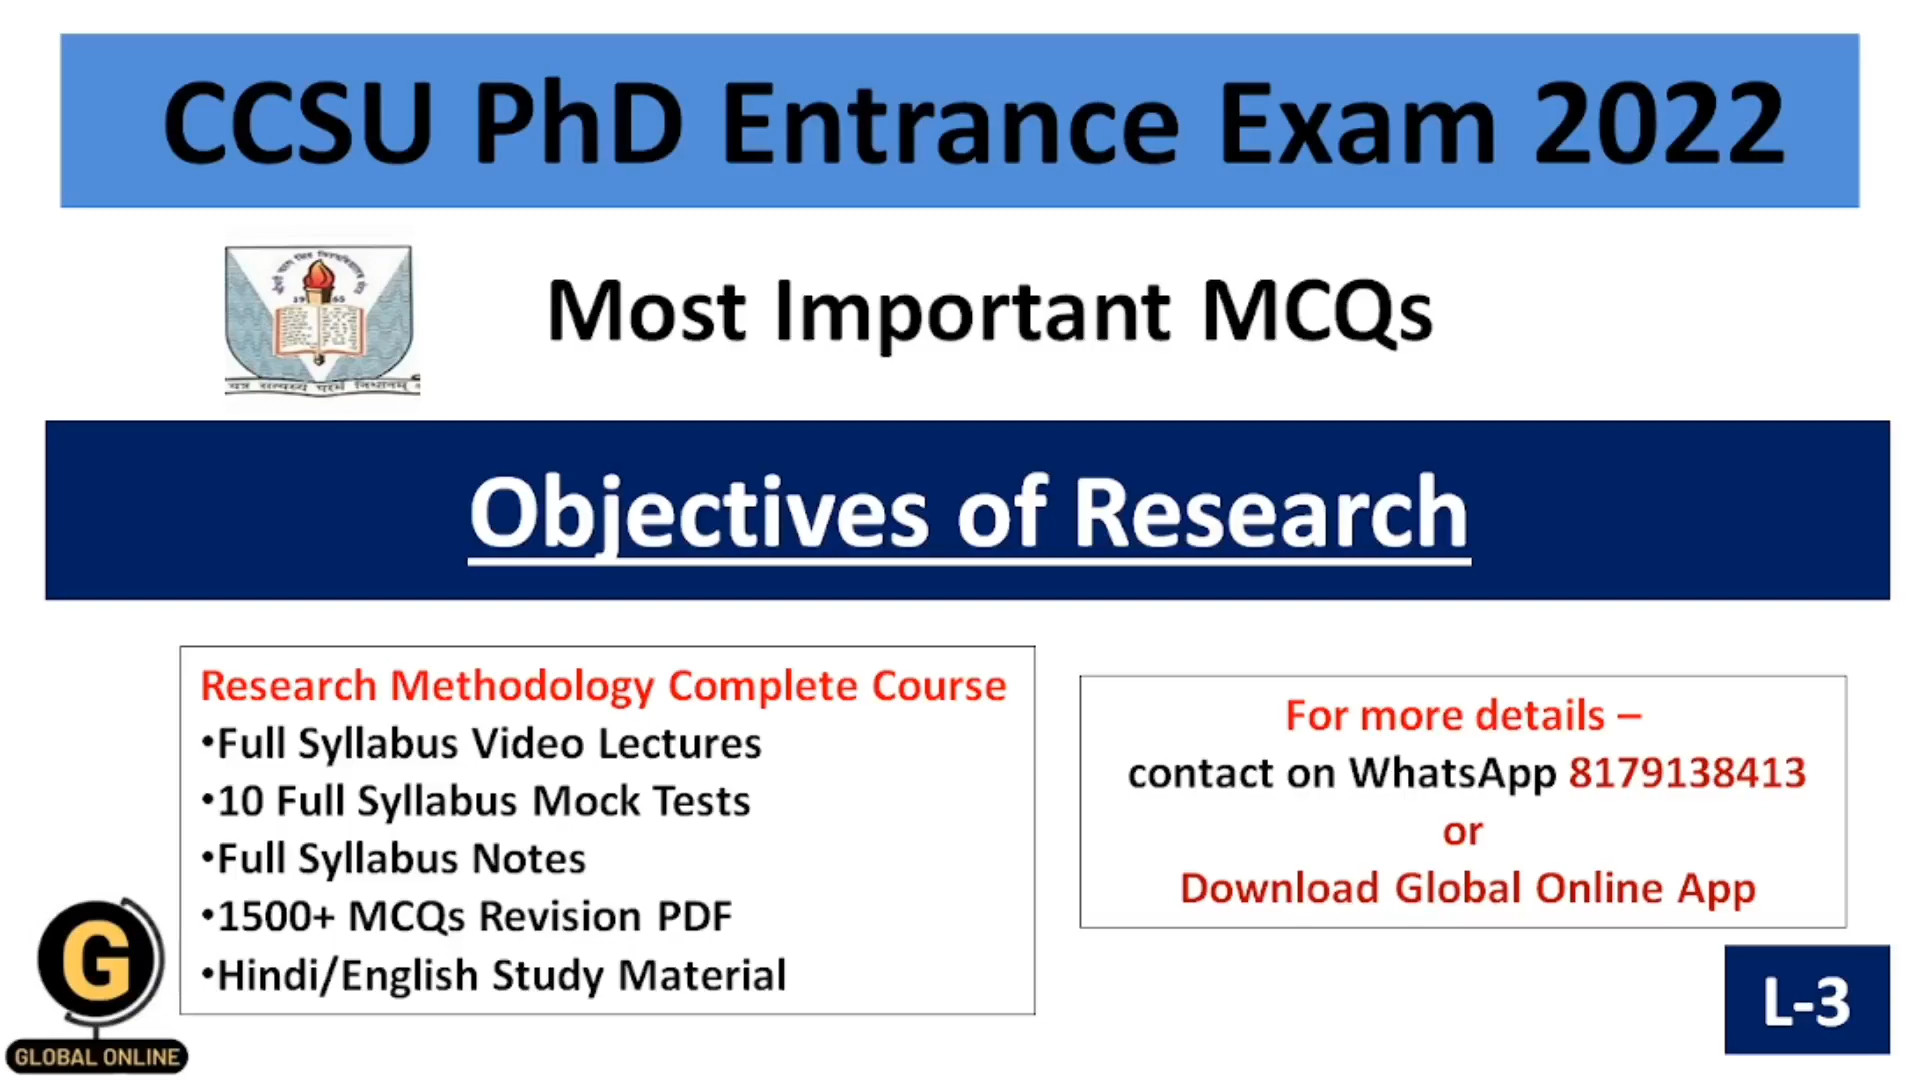 CCSU PhD Entrance Exam 2022
19 65
Most Important MCQs
Objectives of Research
Research Methodology Complete Course
•Full Syllabus Video Lectures
•10 Full Syllabus Mock Tests
•Full Syllabus Notes
•1500+ MCQs Revision PDF
•Hindi/English Study Material
For more details –
contact on WhatsApp 8179138413
or
Download Global Online App
G
GLOBAL ONLINE
L-3